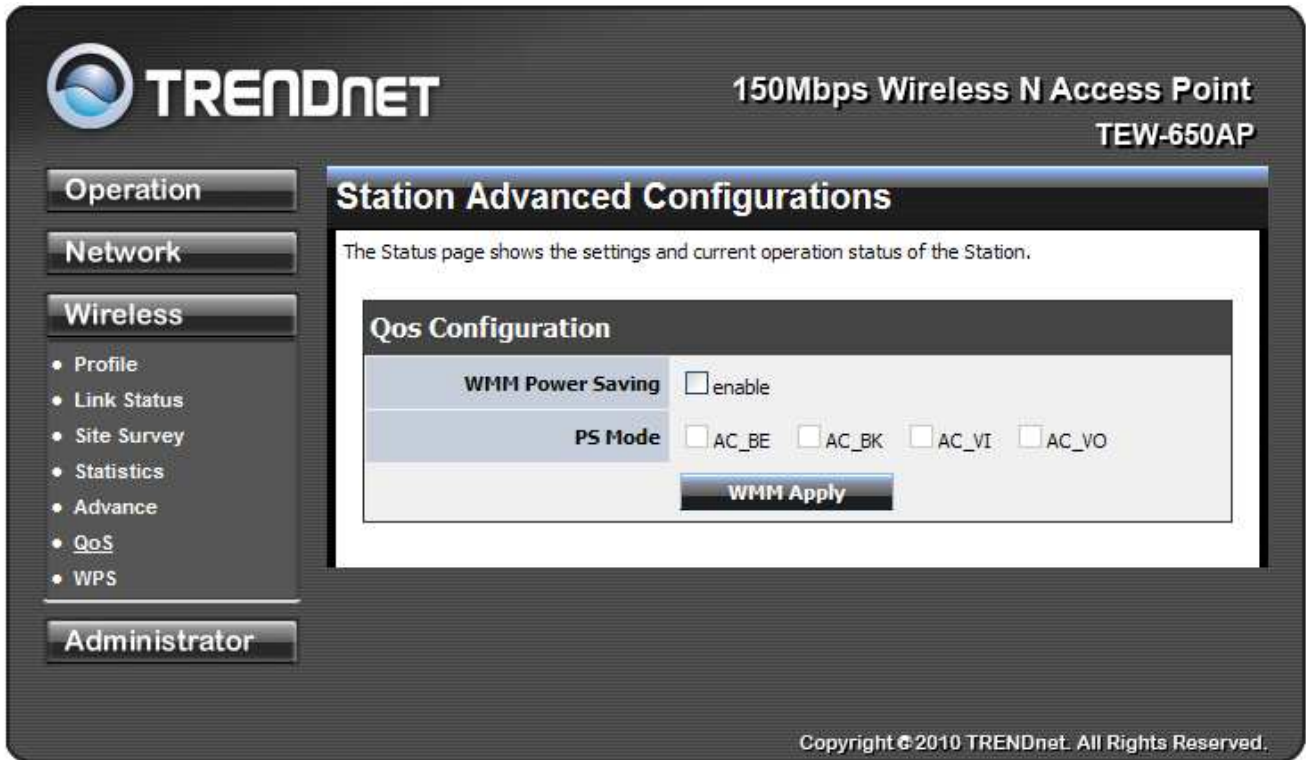 TRENDNET
150Mbps Wireless N Access Point
TEW-650AP
Operation
Network
Wireless
• Profile
• Link Status
• Site Survey
• Statistics
• Advance
• QoS
• WPS
Administrator
Station Advanced Configurations
The Status page shows the settings and current operation status of the Station.
Qos Configuration
WMM Power Saving enable
PS Mode AC_BE AC_BK AC_VI AC_VO
WMM Apply
Copyright © 2010 TRENDnet. All Rights Reserved.